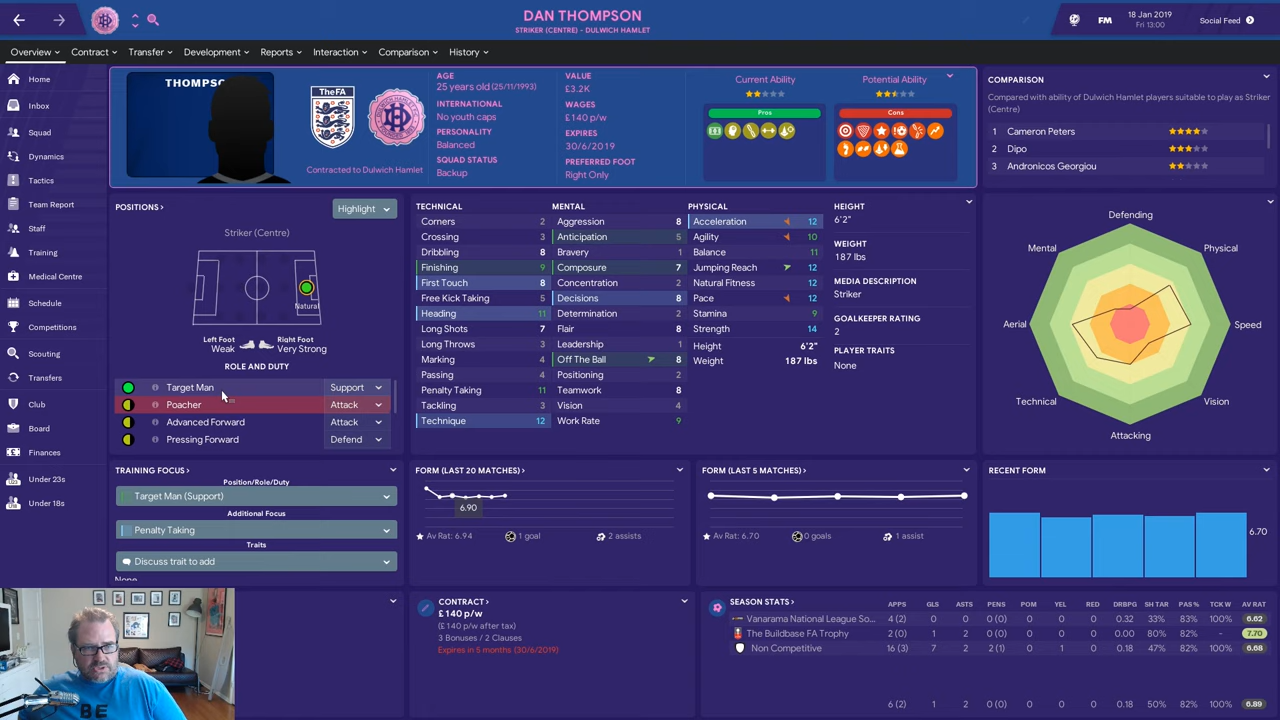 DAN THOMPSON
STRIKER (CENTRE) - DULWICH HAMLET
FM
18 Jan 2019
Fri 13:00
Social Feed
Overview
Contract
Transfer
Development
Reports
Interaction
Comparison
History
Home
Inbox
Squad
Dynamics
Tactics
Team Report
Staff
Training
Medical Centre
Schedule
Competitions
Scouting
Transfers
Club
Board
Finances
Under 23s
Under 18s
THOMPS
The FA
Contracted to Dulwich Hamlet
AGE
25 years old (25/11/1993)
INTERNATIONAL
No youth caps
PERSONALITY
Balanced
SQUAD STATUS
Backup
VALUE
£3.2K
WAGES
£140 p/w
EXPIRES
30/6/2019
PREFERRED FOOT
Right Only
Current Ability
Pros
Potential Ability
Cons
COMPARISON
Compared with ability of Dulwich Hamlet players suitable to play as Striker
(Centre)
1 Cameron Peters
2 Dipo
3 Andronicos Georgiou
POSITIONS >
Highlight
Striker (Centre)
Natural
Left Foot
Weak
Right Foot
Very Strong
ROLE AND DUTY
Target Man Support
Poacher Attack
Advanced Forward Attack
Pressing Forward Defend
TECHNICAL
Corners 2
Crossing 3
Dribbling 8
Finishing 9
First Touch 8
Free Kick Taking 5
Heading 11
Long Shots 7
Long Throws 3
Marking 4
Passing 4
Penalty Taking 11
Tackling 3
Technique 12
MENTAL
Aggression 8
Anticipation 5
Bravery 1
Composure 7
Concentration 2
Decisions 8
Determination 2
Flair 8
Leadership 1
Off The Ball 8
Positioning 2
Teamwork 8
Vision 4
Work Rate 9
PHYSICAL
Acceleration 12
Agility 10
Balance 11
Jumping Reach 12
Natural Fitness 12
Pace 12
Stamina 9
Strength 14
Height 6'2"
Weight 187 lbs
HEIGHT
6'2"
WEIGHT
187 lbs
MEDIA DESCRIPTION
Striker
GOALKEEPER RATING
2
PLAYER TRAITS
None
Defending
Physical
Speed
Vision
Attacking
Technical
Aerial
Mental
TRAINING FOCUS >
Position/Role/Duty
Target Man (Support)
Additional Focus
Penalty Taking
Traits
Discuss trait to add
None
FORM (LAST 20 MATCHES) >
6.90
Av Rat: 6.94
1 goal
2 assists
FORM (LAST 5 MATCHES) >
Av Rat: 6.70
0 goals
1 assist
RECENT FORM
6.70
CONTRACT >
£140 p/w
(£140 p/w after tax)
3 Bonuses / 2 Clauses
Expires in 5 months (30/6/2019)
SEASON STATS > APPS GLS ASTS PENS POM YEL RED DRBPG SH TAR PAS % TCK W AV RAT
Vanarama National League So... 4 (2) 0 0 0 (0) 0 0 0 0.32 33% 83% 100% 6.62
The Buildbase FA Trophy 2 (0) 1 2 0 (0) 0 0 0 0.00 80% 82% - 7.70
Non Competitive 16 (3) 7 2 2 (1) 0 1 0 0.18 47% 82% 100% 6.68
6 (2) 1 2 0 (0) 0 0 0 0.18 50% 82% 100% 6.89
BE